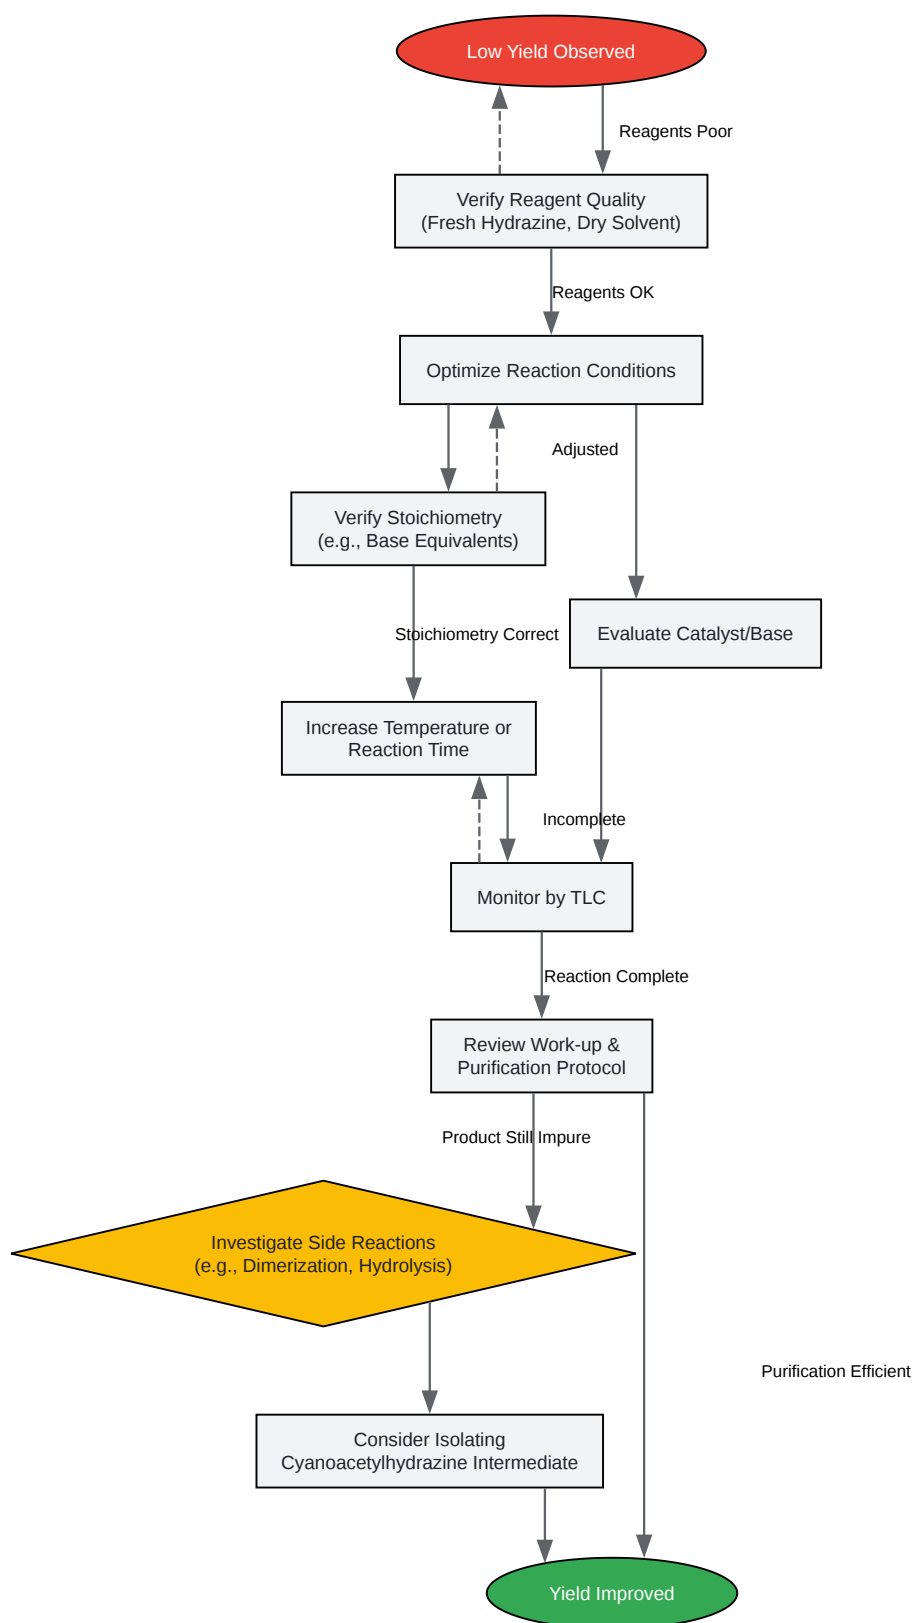 Low Yield Observed
Reagents Poor
Verify Reagent Quality
(Fresh Hydrazine, Dry Solvent)
Reagents OK
Optimize Reaction Conditions
Adjusted
Verify Stoichiometry
(e.g., Base Equivalents)
Stoichiometry Correct
Evaluate Catalyst/Base
Increase Temperature or
Reaction Time
Incomplete
Monitor by TLC
Reaction Complete
Review Work-up &
Purification Protocol
Product Still Impure
Investigate Side Reactions
(e.g., Dimerization, Hydrolysis)
Purification Efficient
Consider Isolating
Cyanoacetylhydrazine Intermediate
Yield Improved